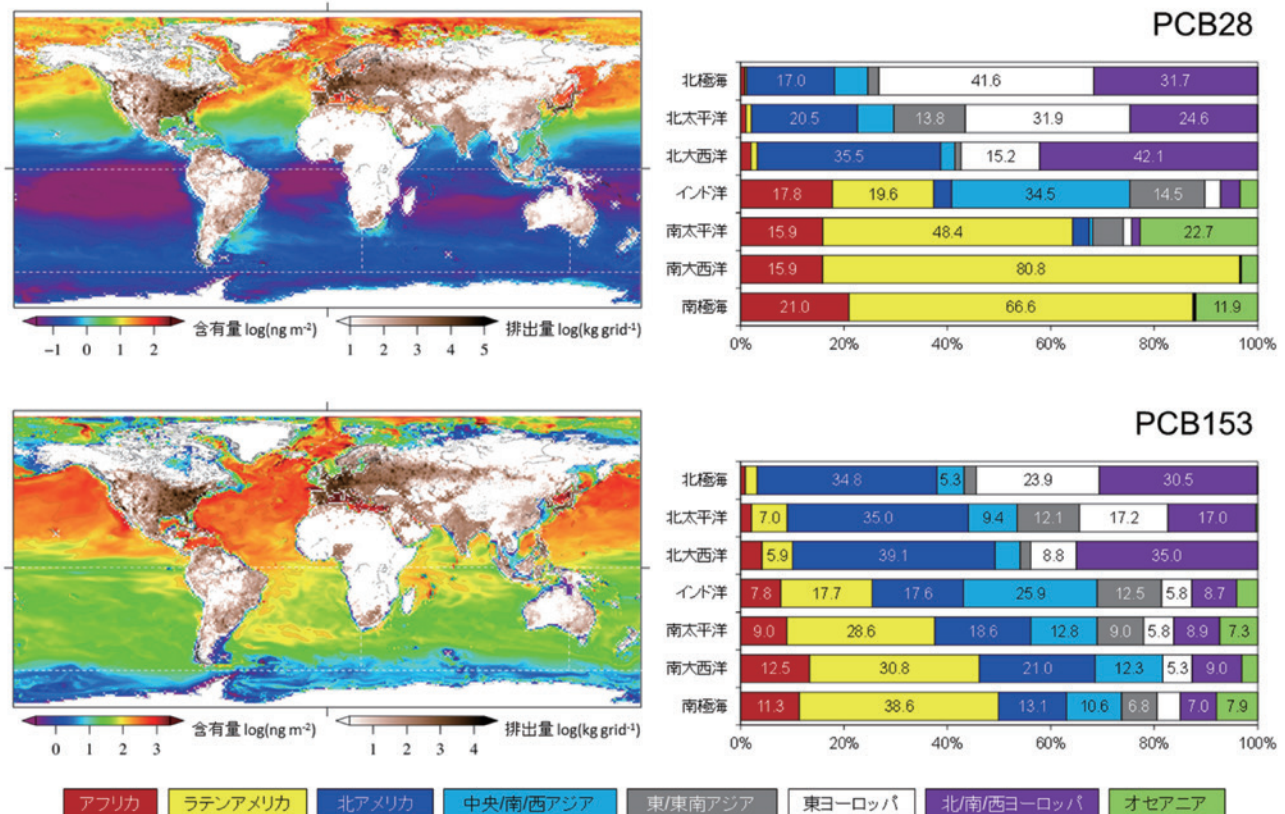 PCB28
北極海 17.0 41.6 31.7
北太平洋 20.5 13.8 31.9 24.6
北大西洋 35.5 15.2 42.1
インド洋 17.8 19.6 34.5 14.5
南太平洋 15.9 48.4 22.7
南大西洋 15.9 80.8
南極海 21.0 66.6 11.9
0% 20% 40% 60% 80% 100%
含有量 log(ng m⁻²) 排出量 log(kg grid⁻¹)
−1 0 1 2 1 2 3 4 5
PCB153
北極海 34.8 5.3 23.9 30.5
北太平洋 7.0 35.0 9.4 12.1 17.2 17.0
北大西洋 5.9 39.1 8.8 35.0
インド洋 7.8 17.7 17.6 25.9 12.5 5.8 8.7
南太平洋 9.0 28.6 18.6 12.8 9.0 5.8 8.9 7.3
南大西洋 12.5 30.8 21.0 12.3 5.3 9.0
南極海 11.3 38.6 13.1 10.6 6.8 7.0 7.9
0% 20% 40% 60% 80% 100%
含有量 log(ng m⁻²) 排出量 log(kg grid⁻¹)
0 1 2 3 1 2 3 4
アフリカ ラテンアメリカ 北アメリカ 中央/南/西アジア 東/東南アジア 東ヨーロッパ 北/南/西ヨーロッパ オセアニア